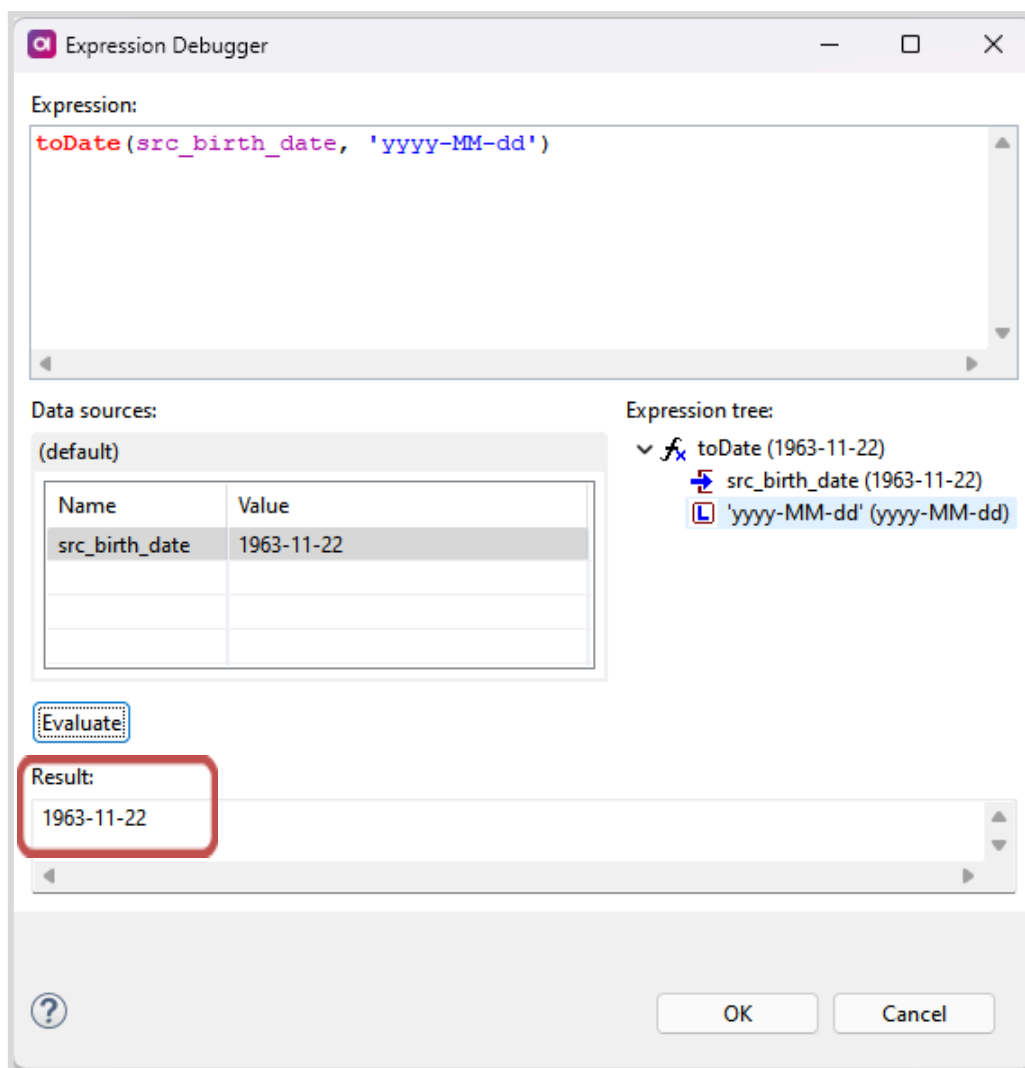 Expression Debugger
Expression:
toDate(src_birth_date, 'yyyy-MM-dd')
Data sources:
Expression tree:
(default)
toDate (1963-11-22)
src_birth_date (1963-11-22)
'yyyy-MM-dd' (yyyy-MM-dd)
Name Value
src_birth_date 1963-11-22
Evaluate
Result:
1963-11-22
OK Cancel